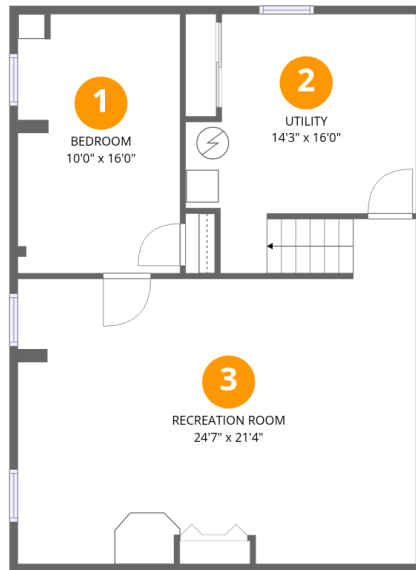 1
BEDROOM
10'0" x 16'0"
2
UTILITY
14'3" x 16'0"
3
RECREATION ROOM
24'7" x 21'4"